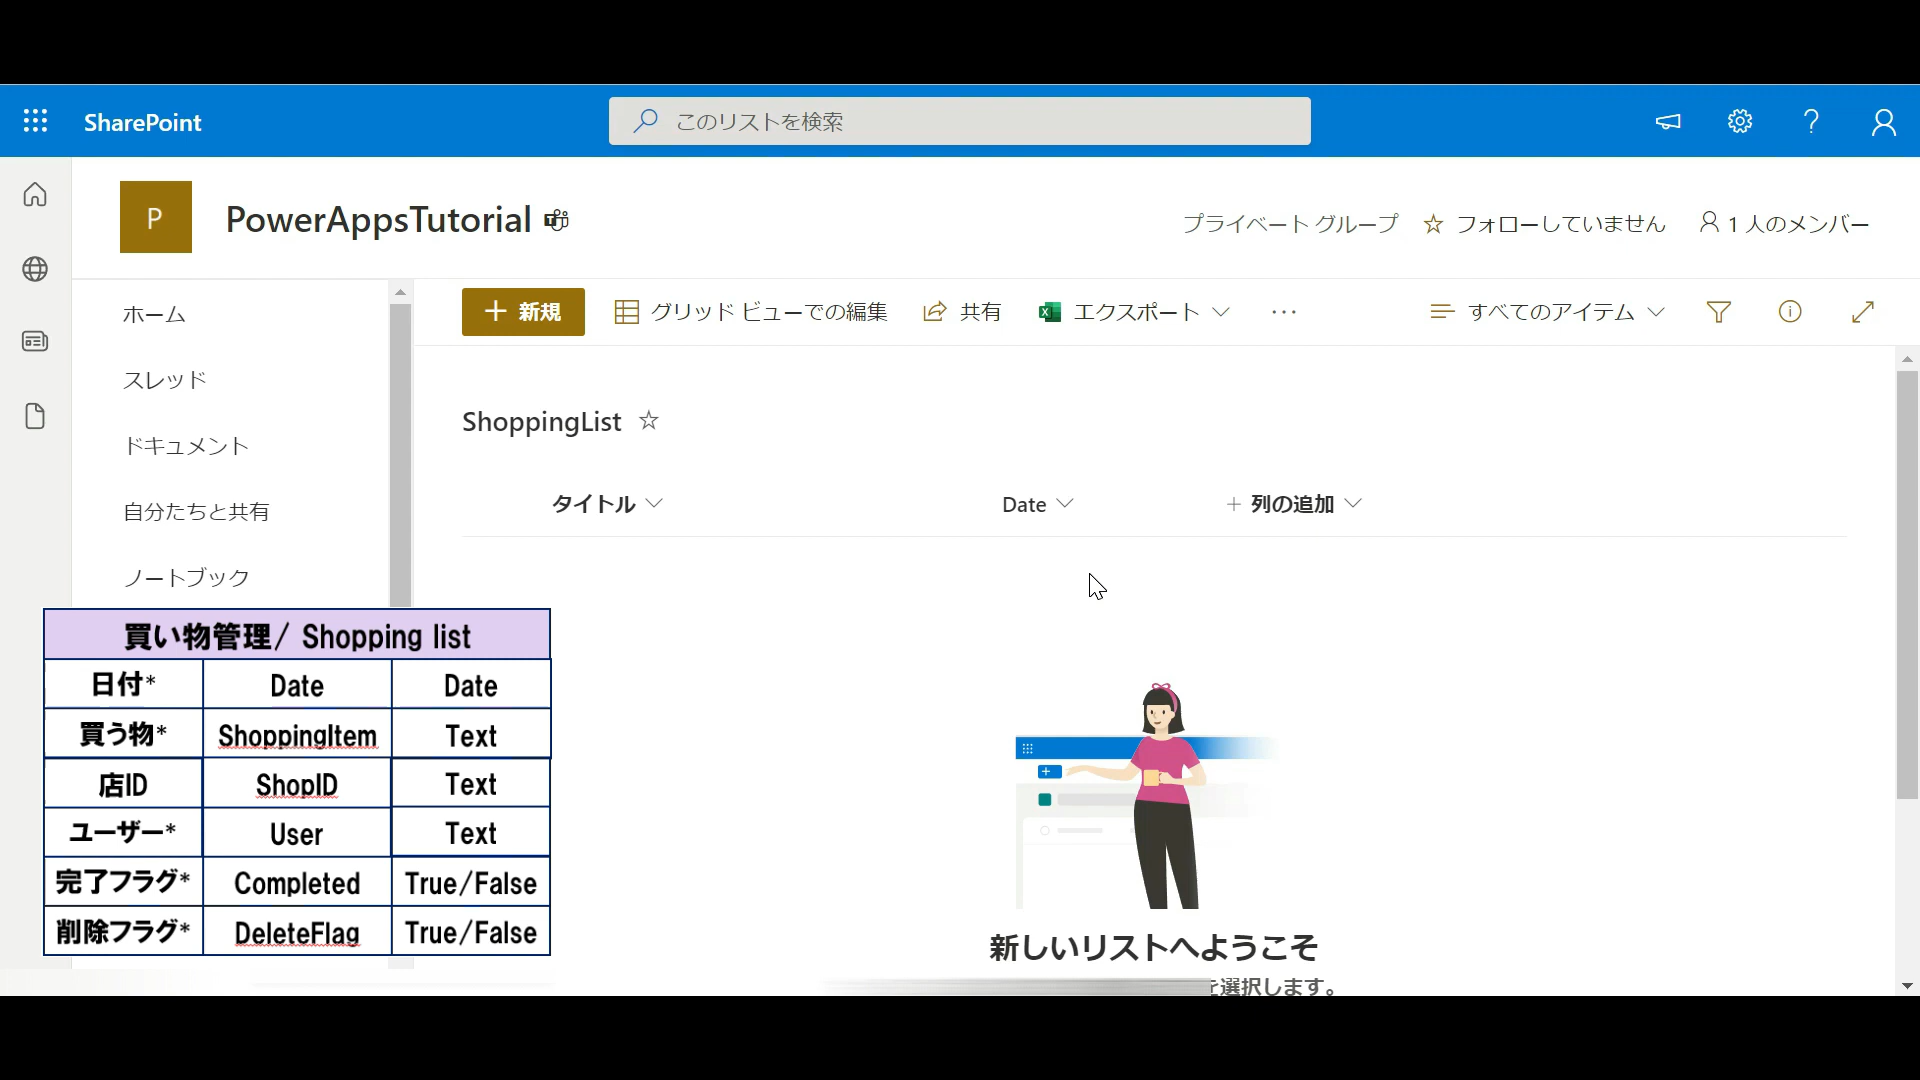 SharePoint
このリストを検索
P
PowerAppsTutorial
プライベート グループ
フォローしていません
1 人のメンバー
ホーム
スレッド
ドキュメント
自分たちと共有
ノートブック
+ 新規
グリッド ビューでの編集
共有
エクスポート
···
すべてのアイテム
ShoppingList
タイトル
Date
+ 列の追加
買い物管理/ Shopping list
日付* Date Date
買う物* ShoppingItem Text
店ID ShopID Text
ユーザー* User Text
完了フラグ* Completed True/False
削除フラグ* DeleteFlag True/False
新しいリストへようこそ
を選択します。